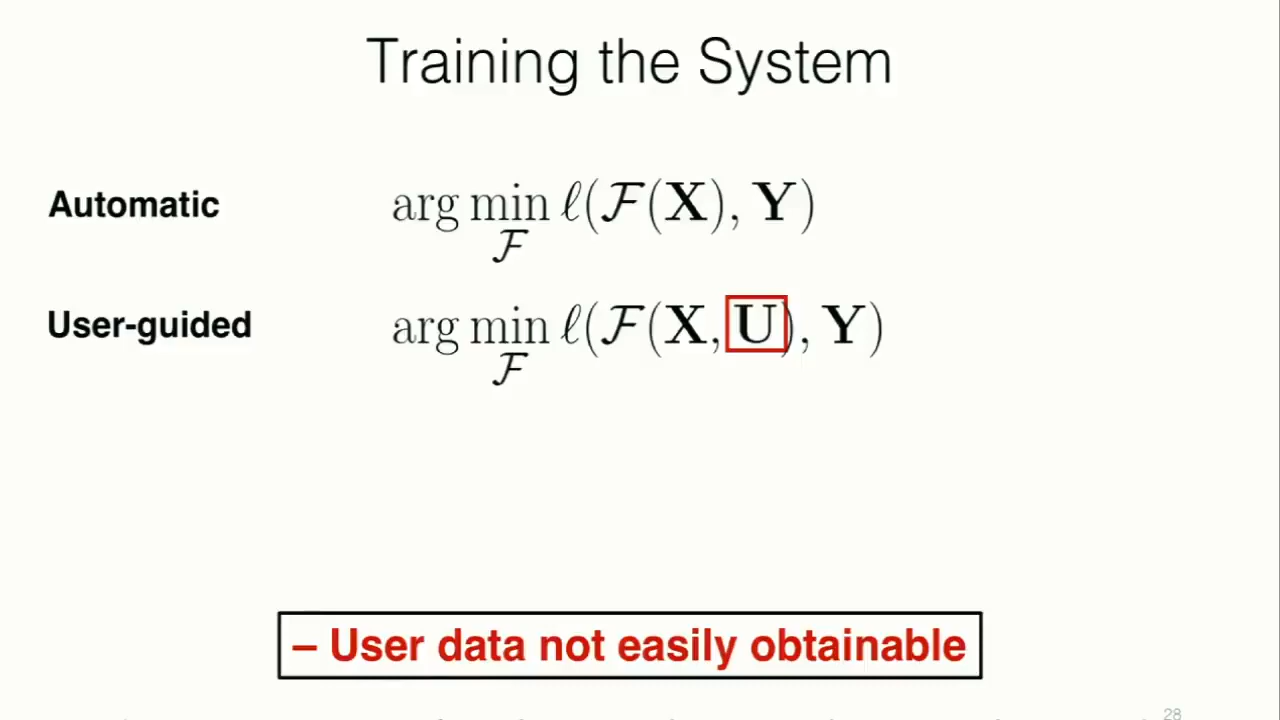 Training the System
Automatic
arg min ℓ(ℱ(X), Y)
ℱ
User-guided
arg min ℓ(ℱ(X, U), Y)
ℱ
– User data not easily obtainable
28